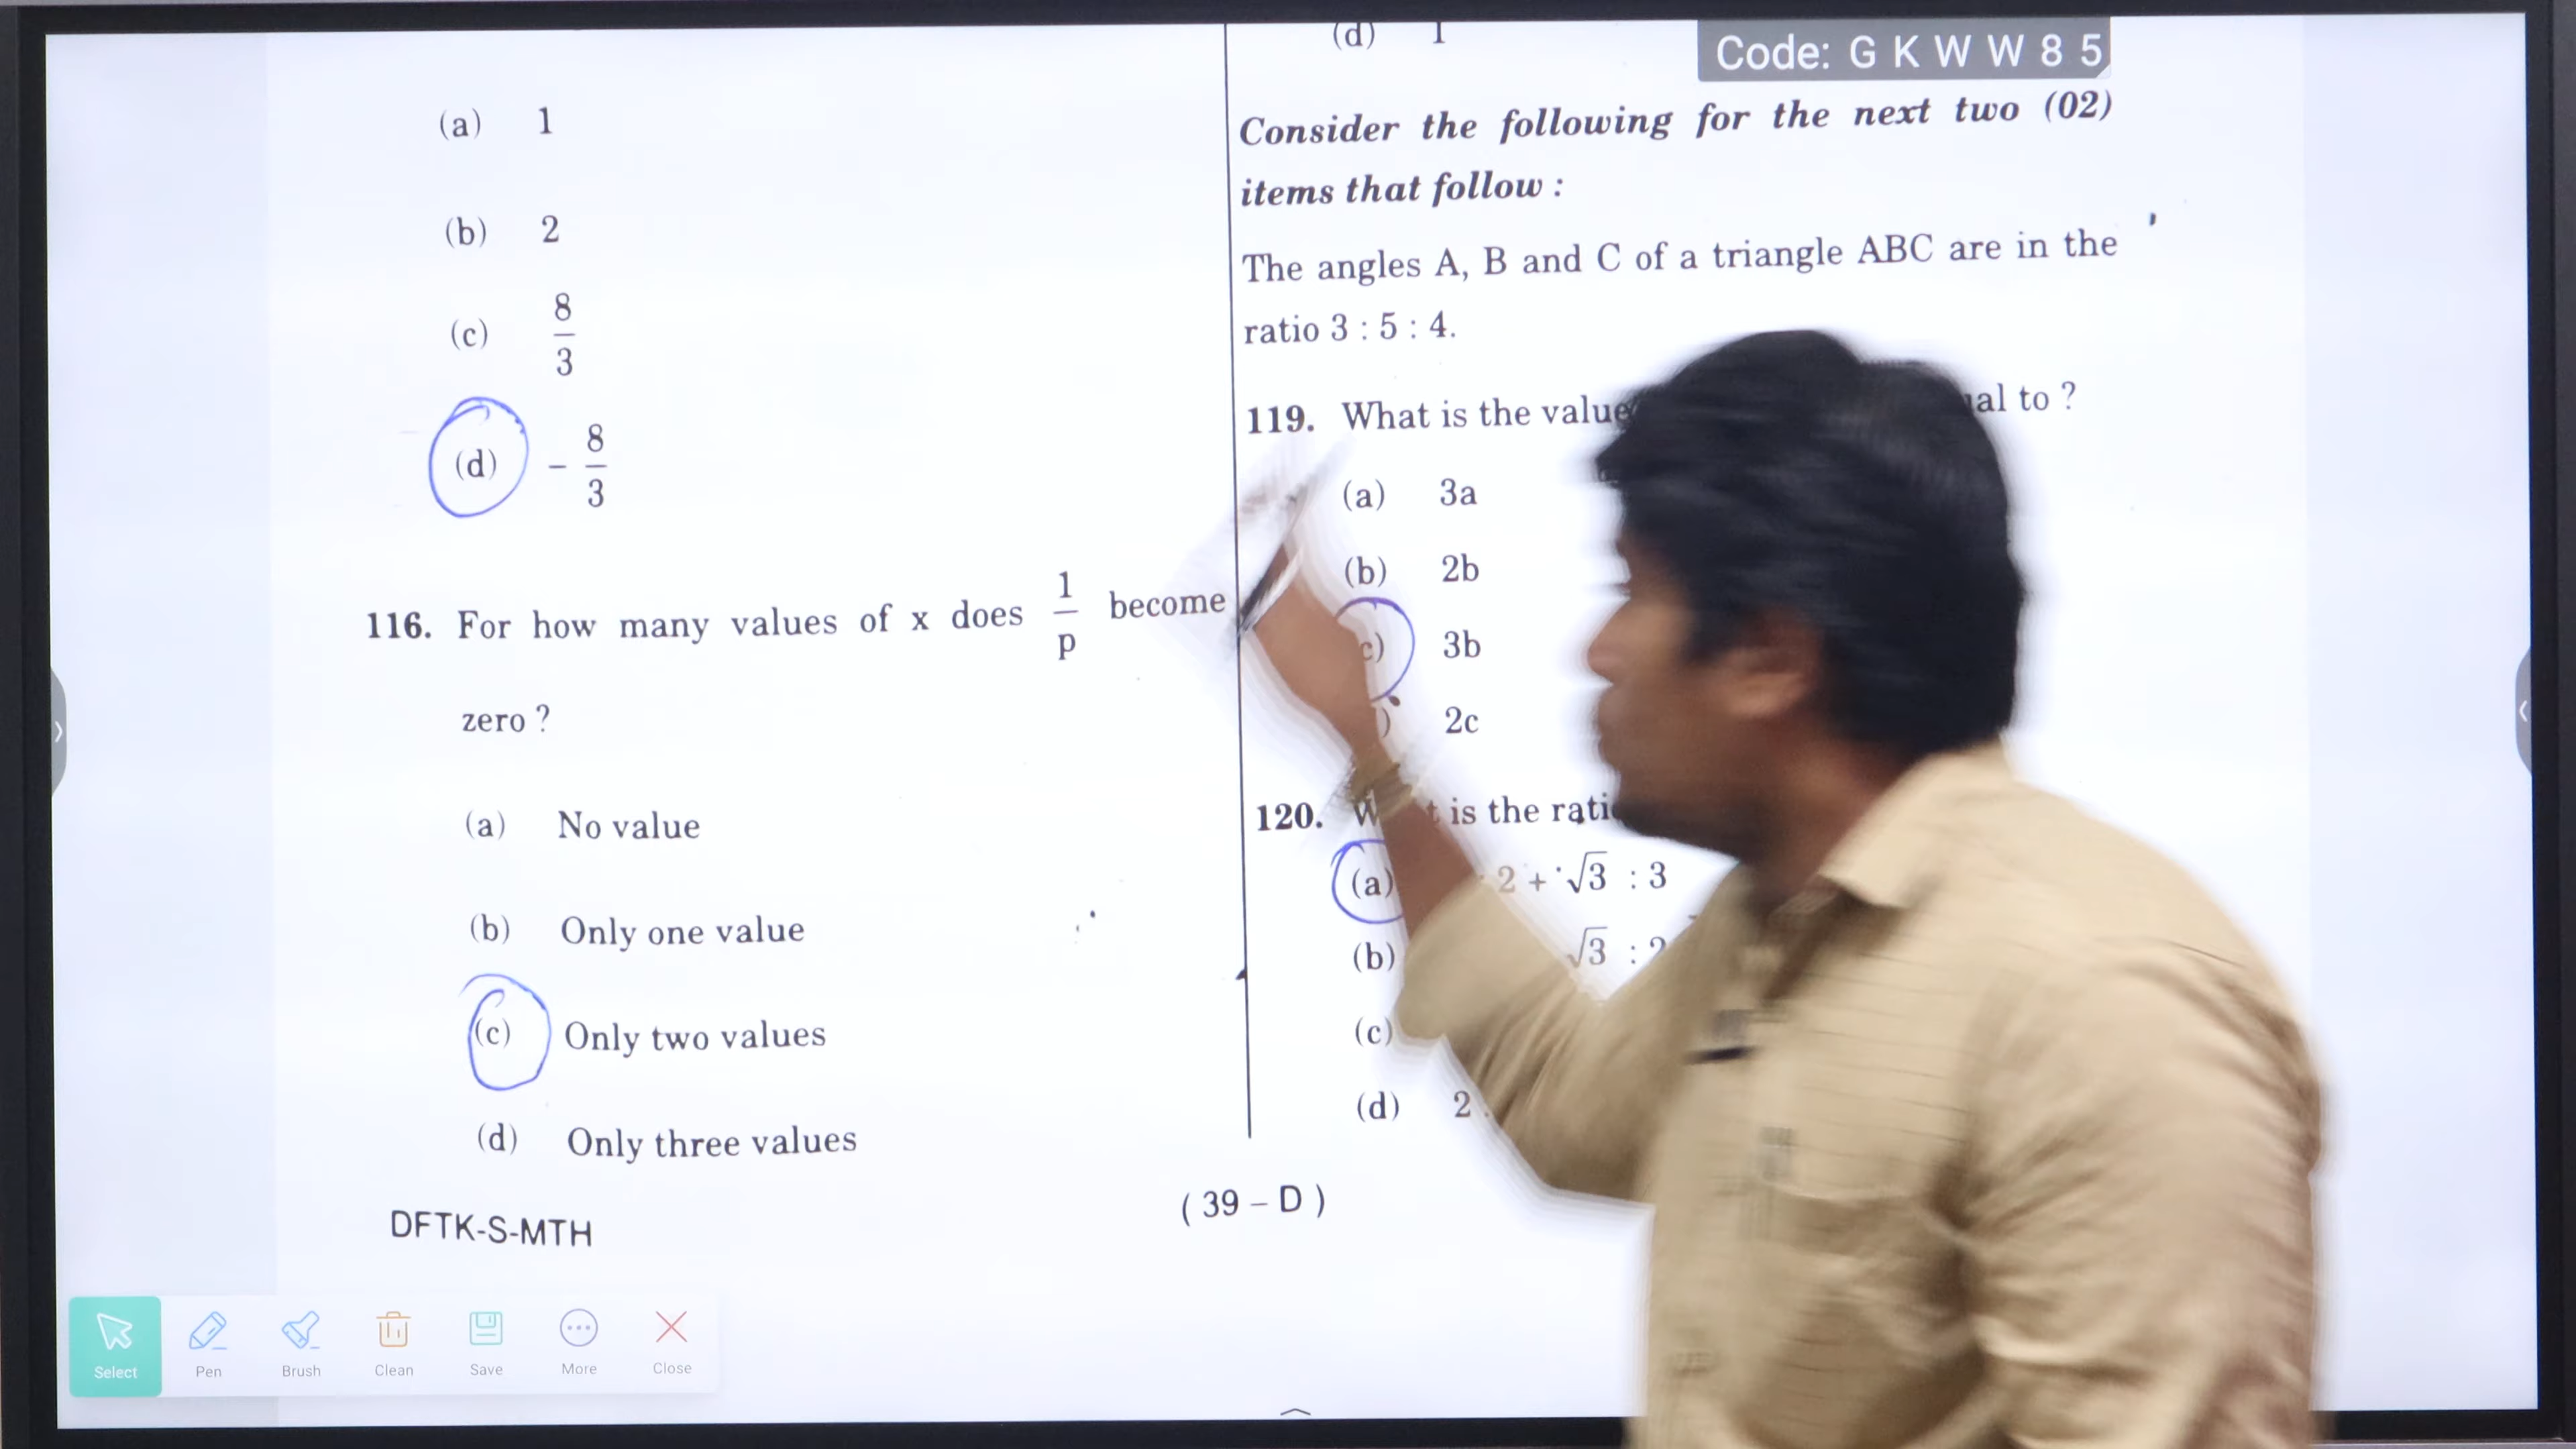 (a) 1
(b) 2
(c) 8/3
(d) - 8/3
116. For how many values of x does 1/p become
zero ?
(a) No value
(b) Only one value
(c) Only two values
(d) Only three values
DFTK-S-MTH
(d) 1
Code: G K W W 8 5
Consider the following for the next two (02)
items that follow :
The angles A, B and C of a triangle ABC are in the
ratio 3 : 5 : 4.
119. What is the value to ?
(a) 3a
(b) 2b
c) 3b
) 2c
120. is the
(a) 2 + √3 : 3
(b) √3 :
(c)
(d) 2
( 39 – D )
Select Pen Brush Clean Save More Close